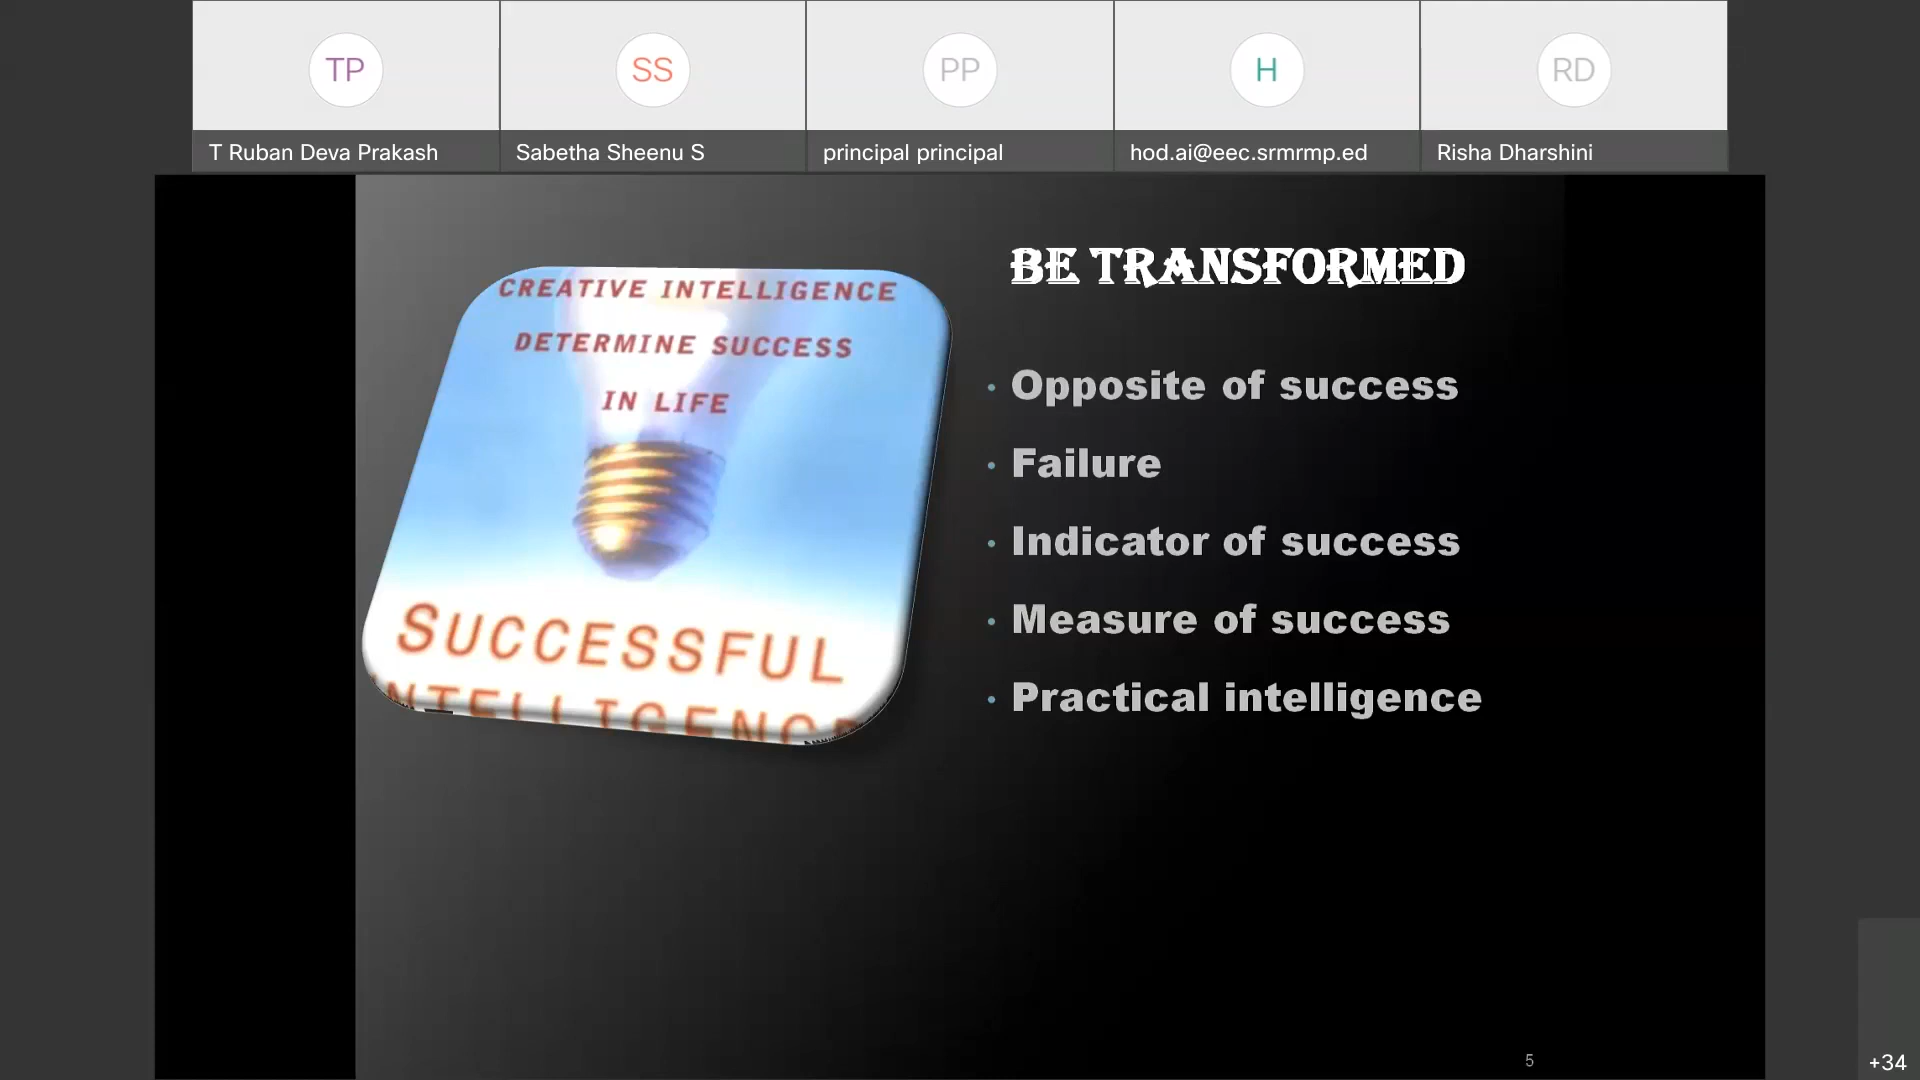 TP
SS
PP
H
RD
T Ruban Deva Prakash
Sabetha Sheenu S
principal principal
hod.ai@eec.srmrmp.ed
Risha Dharshini
CREATIVE INTELLIGENCE
DETERMINE SUCCESS
IN LIFE
SUCCESSFUL
INTELLIGENCE
BE TRANSFORMED
• Opposite of success
• Failure
• Indicator of success
• Measure of success
• Practical intelligence
5
+34